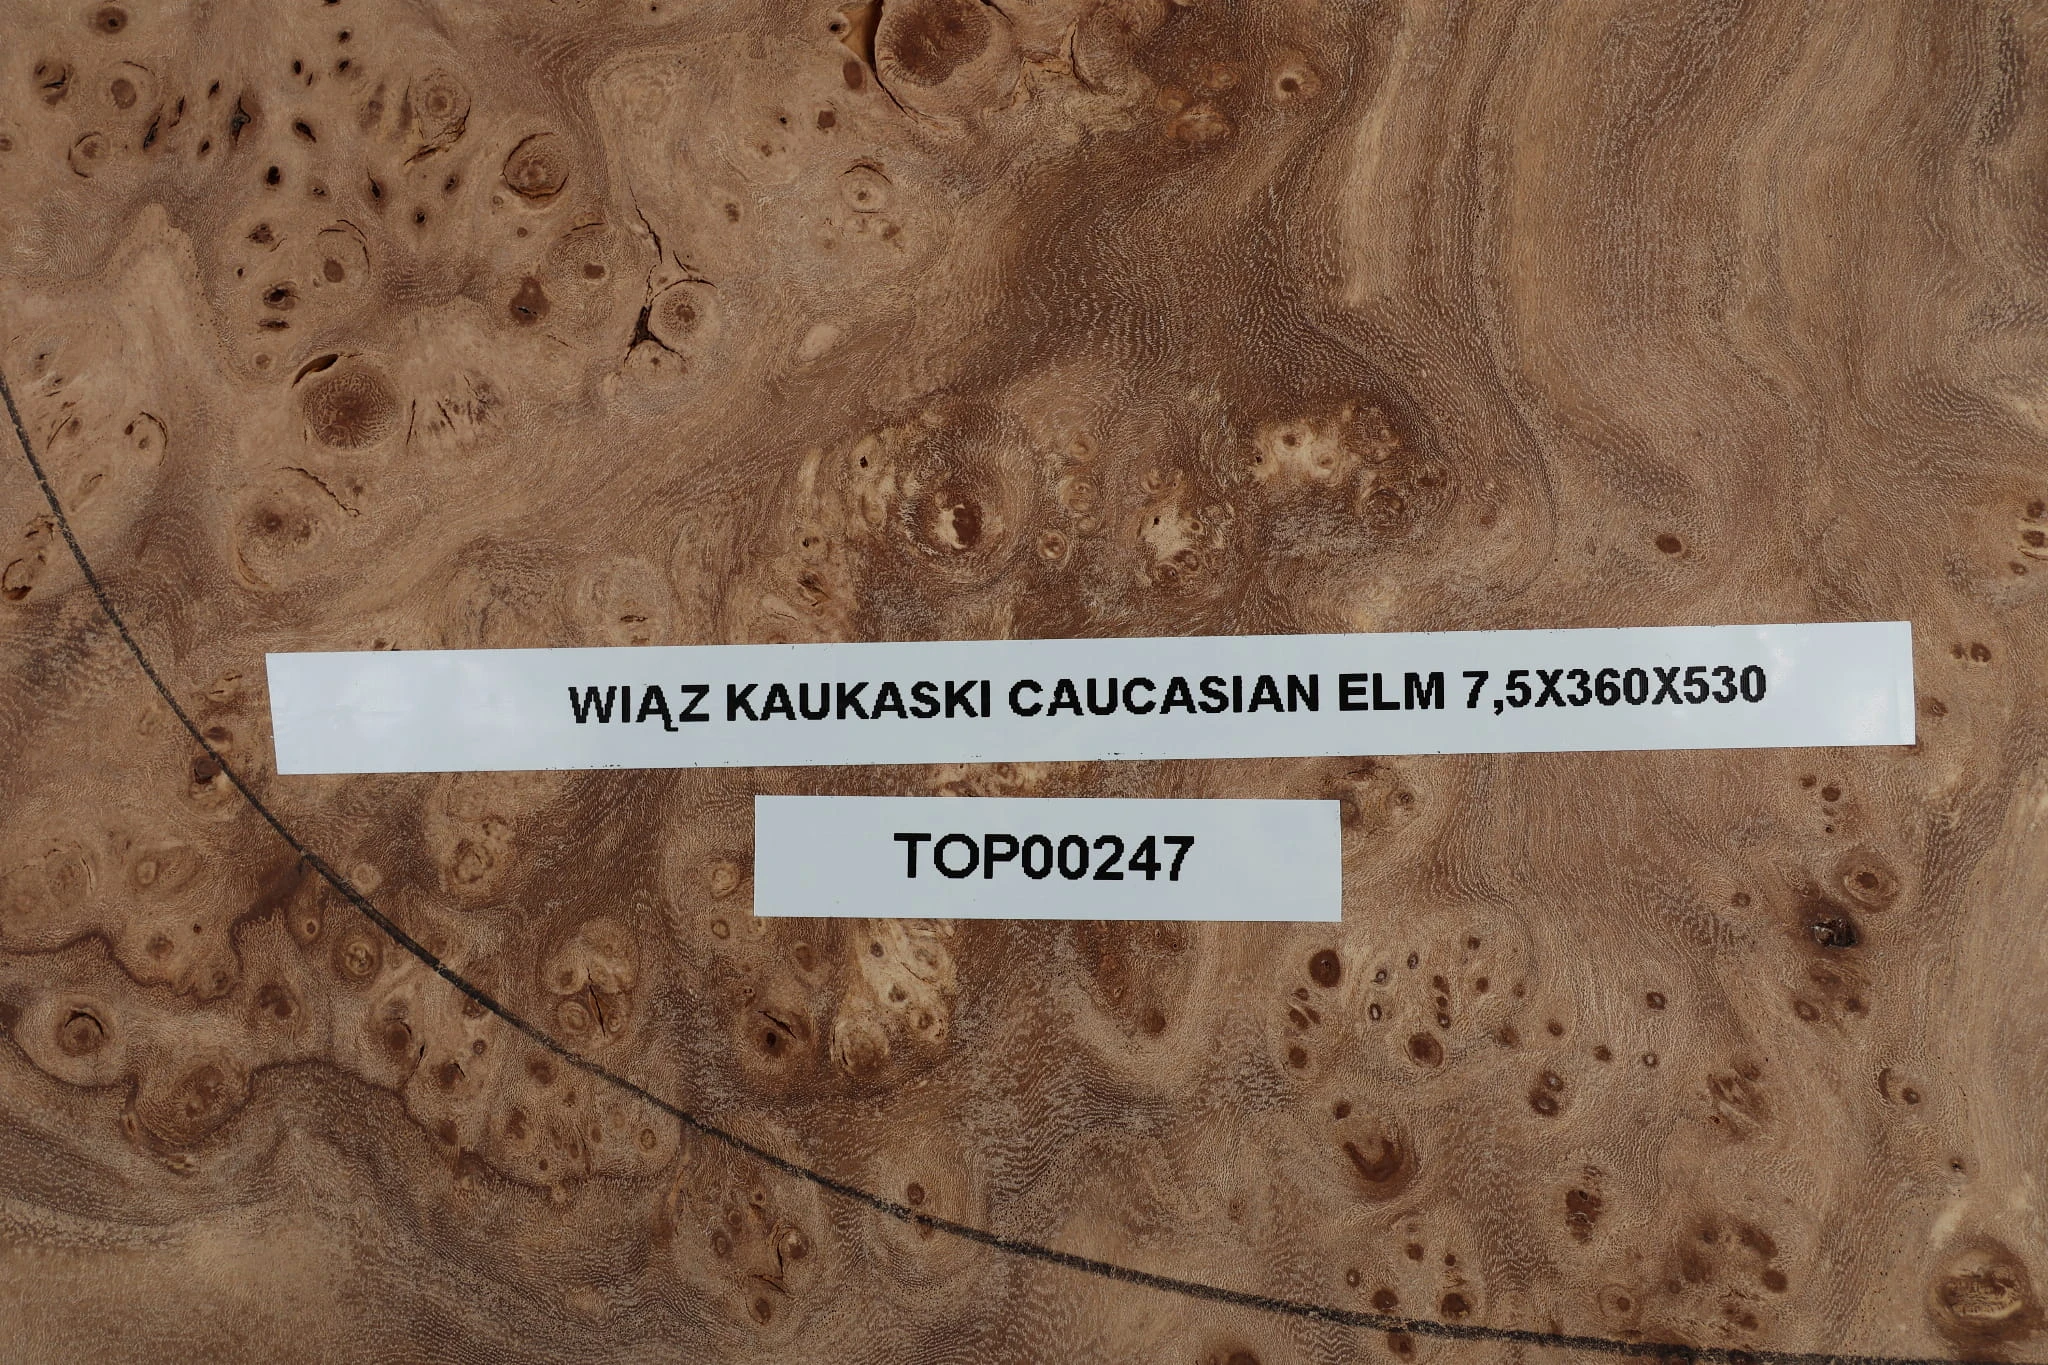 WIĄZ KAUKASKI CAUCASIAN ELM 7,5X360X530
TOP00247